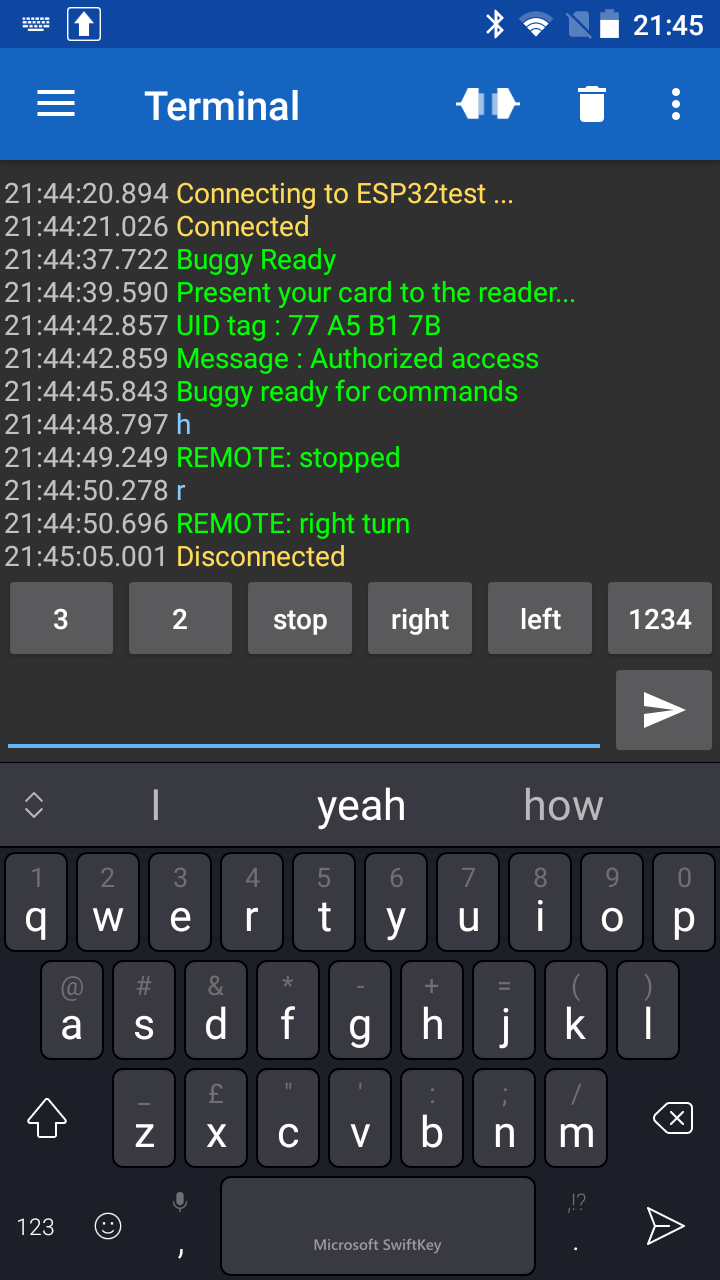 21:45
Terminal
21:44:20.894 Connecting to ESP32test ...
21:44:21.026 Connected
21:44:37.722 Buggy Ready
21:44:39.590 Present your card to the reader...
21:44:42.857 UID tag : 77 A5 B1 7B
21:44:42.859 Message : Authorized access
21:44:45.843 Buggy ready for commands
21:44:48.797 h
21:44:49.249 REMOTE: stopped
21:44:50.278 r
21:44:50.696 REMOTE: right turn
21:45:05.001 Disconnected
3 2 stop right left 1234
I yeah how
1 2 3 4 5 6 7 8 9 0
q w e r t y u i o p
@ # & * - + = ( )
a s d f g h j k l
_ £ " ' : ; /
z x c v b n m
,!?
123 , Microsoft SwiftKey .